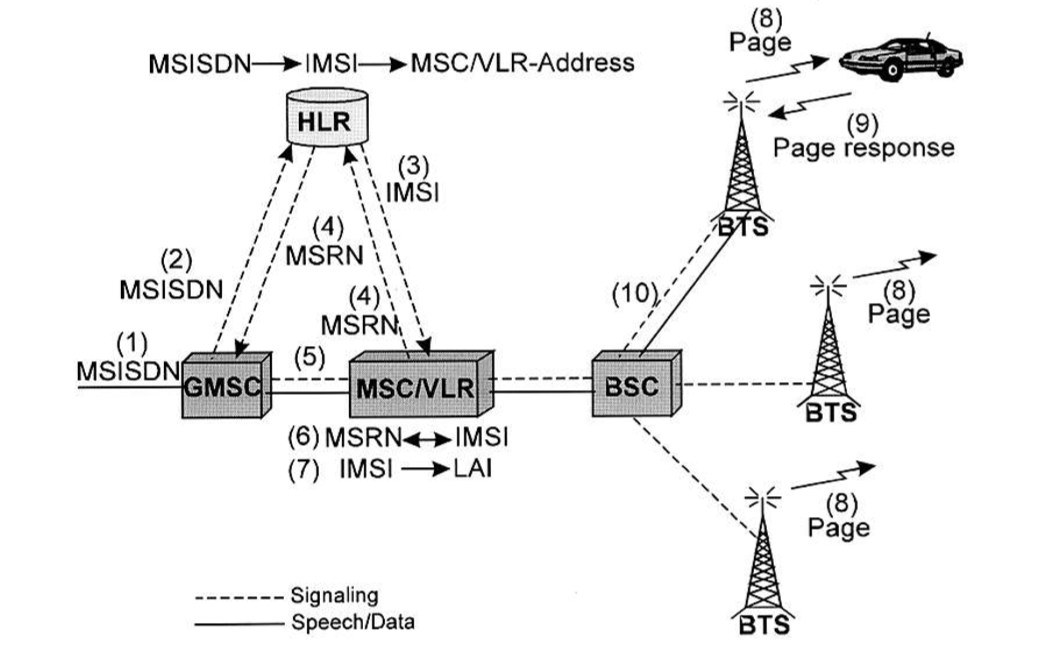 (8)
Page
MSISDN→IMSI→MSC/VLR-Address
HLR
(9)
Page response
(3)
IMSI
(4)
MSRN
BTS
(2)
MSISDN
(8)
Page
(10)
(4)
MSRN
(1)
MSISDN
(5)
GMSC
MSC/VLR
BSC
BTS
(6) MSRN↔IMSI
(7) IMSI→LAI
(8)
Page
Signaling
Speech/Data
BTS